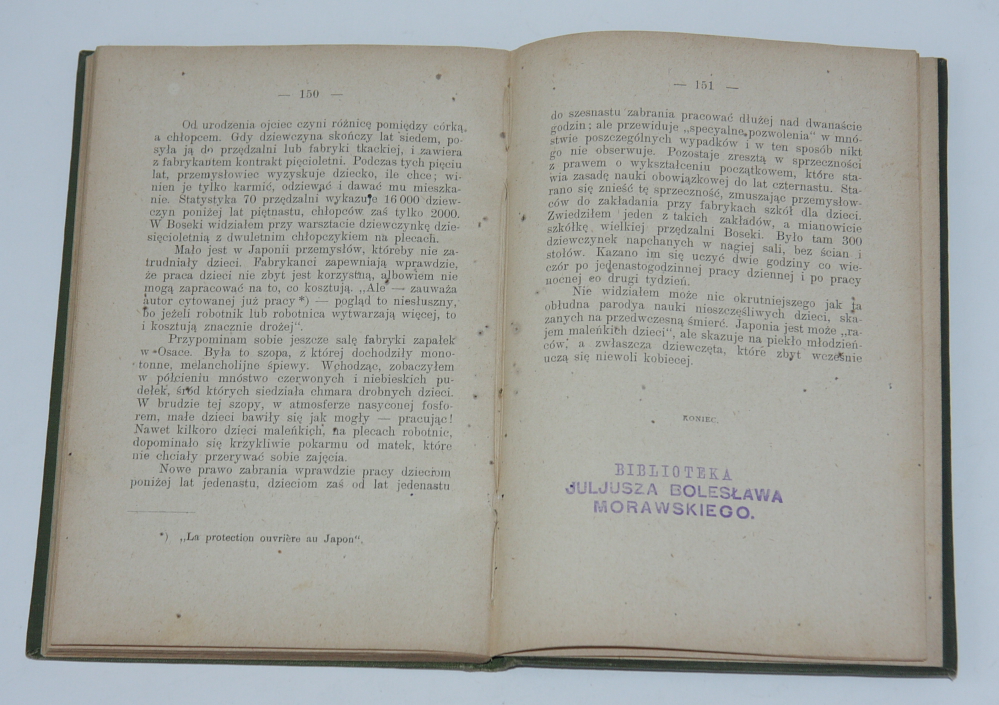 — 150 —
Od urodzenia ojciec czyni różnicę pomiędzy córką,
a chłopcem. Gdy dziewczyna skończy lat siedem, po-
syła ją do przędzalni lub fabryki tkackiej, i zawiera
z fabrykantem kontrakt pięcioletni. Podczas tych pięciu
lat, przemysłowiec wyzyskuje dziecko, ile chce; wi-
nien je tylko karmić, odziewać i dawać mu mieszka-
nie. Statystyka 70 przędzalni wykazuje 16 000 dziew-
czyn poniżej lat piętnastu, chłopców zaś tylko 2000.
W Boseki widziałem przy warsztacie dziewczynkę dzie-
sięcioletnią z dwuletnim chłopczykiem na plecach.
Mało jest w Japonii przemysłów, któreby nie za-
trudniały dzieci. Fabrykanci zapewniają wprawdzie,
że praca dzieci nie zbyt jest korzystną, albowiem nie
mogą zapracować na to, co kosztują. „Ale — zauważa
autor cytowanej już pracy *) — pogląd to niesłuszny,
bo jeżeli robotnik lub robotnica wytwarzają więcej, to
i kosztują znacznie drożej“.
Przypominam sobie jeszcze salę fabryki zapałek
w Osace. Była to szopa, z której dochodziły mono-
tonne, melancholijne śpiewy. Wchodząc, zobaczyłem
w półcieniu mnóstwo czerwonych i niebieskich pu-
dełek, śród których siedziała chmara drobnych dzieci.
W brudzie tej szopy, w atmosferze nasyconej fosfo-
rem, małe dzieci bawiły się jak mogły — pracując!
Nawet kilkoro dzieci maleńkich, na plecach robotnic,
dopominało się krzykliwie pokarmu od matek, które
nie chciały przerywać sobie zajęcia.
Nowe prawo zabrania wprawdzie pracy dzieciom
poniżej lat jedenastu, dzieciom zaś od lat jedenastu
*) „La protection ouvrière au Japon“.
— 151 —
do szesnastu zabrania pracować dłużej nad dwanaście
godzin; ale przewiduje „specyalne pozwolenia“ w mnó-
stwie poszczególnych wypadków i w ten sposób nikt
go nie obserwuje. Pozostaje zresztą w sprzeczności
z prawem o wykształceniu początkowem, które sta-
wia zasadę nauki obowiązkowej do lat czternastu. Sta-
rano się znieść tę sprzeczność, zmuszając przemysłow-
ców do zakładania przy fabrykach szkół dla dzieci.
Zwiedziłem jeden z takich zakładów, a mianowicie
szkółkę wielkiej przędzalni Boseki. Było tam 300
dziewczynek napchanych w nagiej sali, bez ścian i
stołów. Kazano im się uczyć dwie godziny co wie-
czór po jedenastogodzinnej pracy dziennej i po pracy
nocnej co drugi tydzień.
Nie widziałem może nic okrutniejszego jak ta
obłudna parodya nauki nieszczęśliwych dzieci, ska-
zanych na przedwczesną śmierć. Japonia jest może „ra-
jem maleńkich dzieci“, ale skazuje na piekło młodzień-
ców, a zwłaszcza dziewczęta, które zbyt wcześnie
uczą się niewoli kobiecej.
KONIEC.
BIBLIOTEKA
JULJUSZA BOLESŁAWA
MORAWSKIEGO.